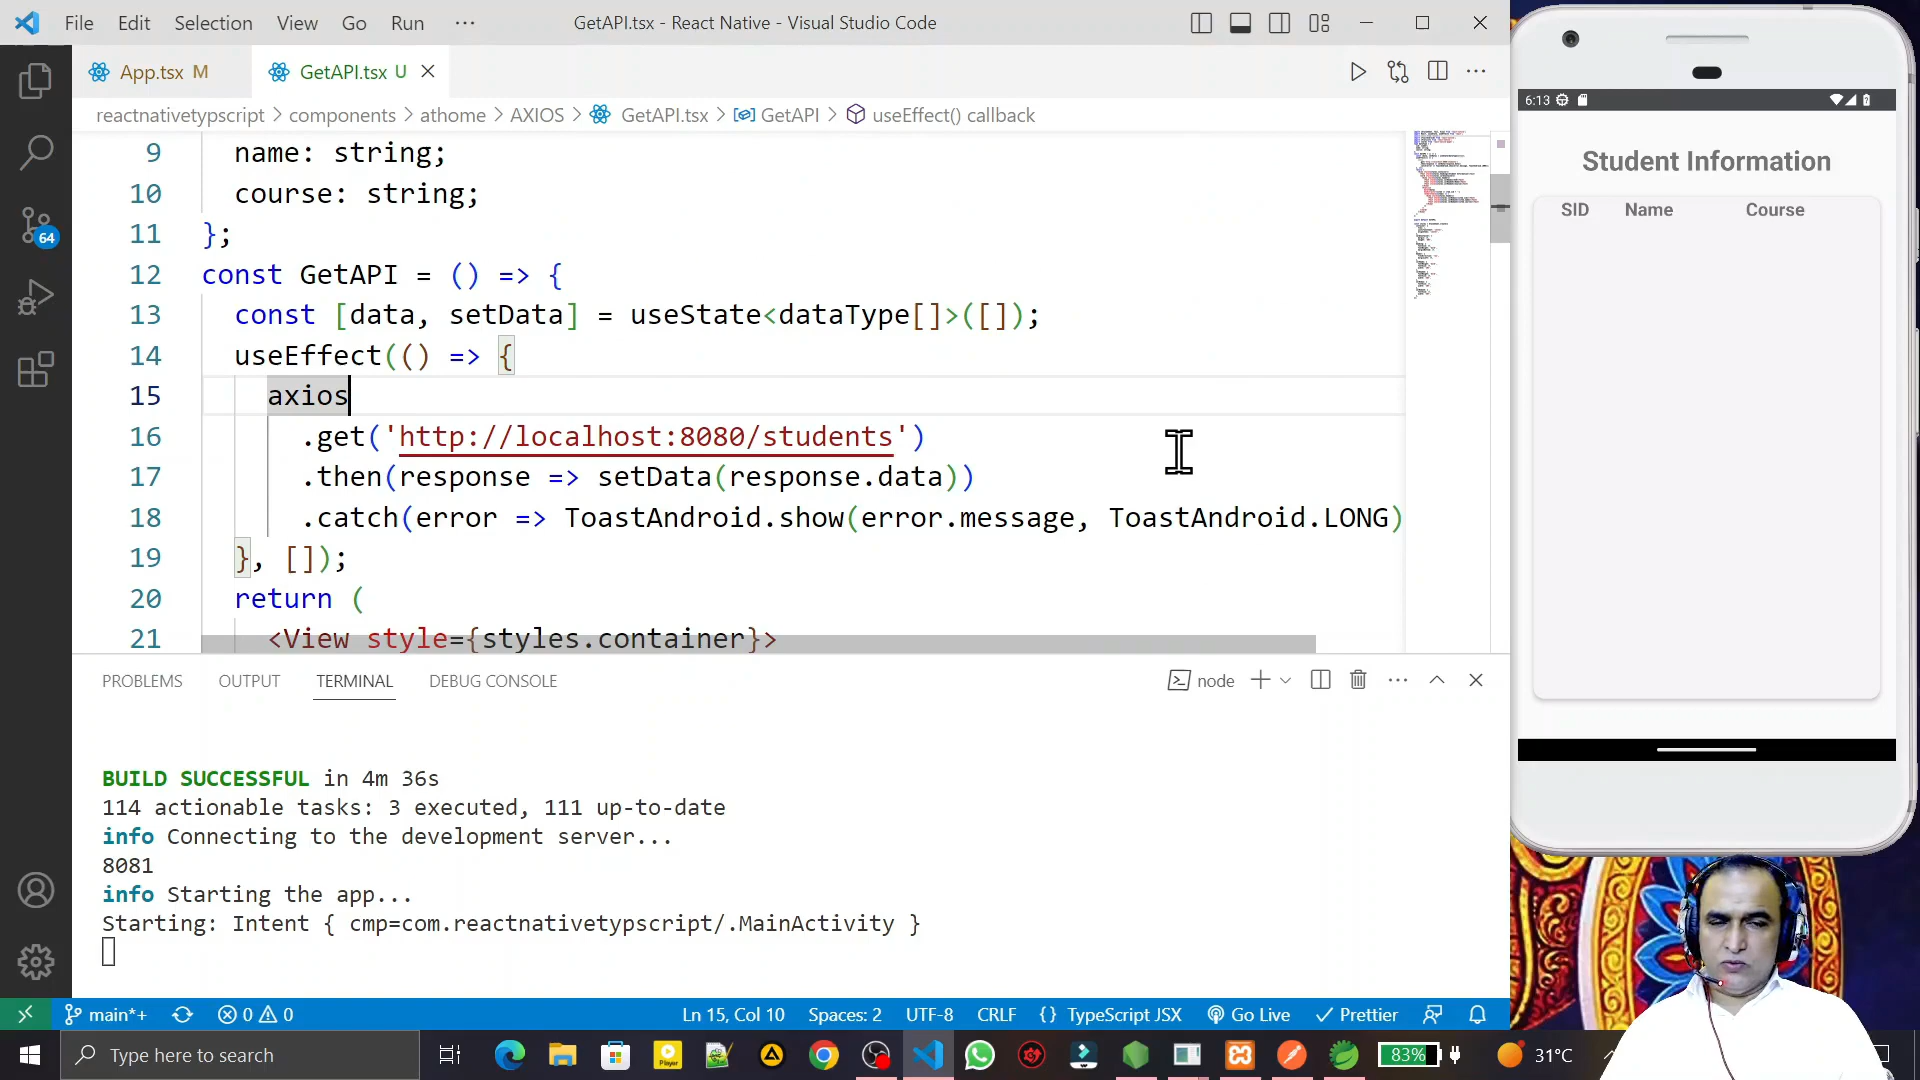 File Edit Selection View Go Run ··· GetAPI.tsx - React Native - Visual Studio Code
App.tsx M GetAPI.tsx U
reactnativetypscript > components > athome > AXIOS > GetAPI.tsx > GetAPI > useEffect() callback
9 name: string;
10 course: string;
11 };
12 const GetAPI = () => {
13 const [data, setData] = useState<dataType[]>([]);
14 useEffect(() => {
15 axios
16 .get('http://localhost:8080/students')
17 .then(response => setData(response.data))
18 .catch(error => ToastAndroid.show(error.message, ToastAndroid.LONG)
19 }, []);
20 return (
21 <View style={styles.container}>
PROBLEMS OUTPUT TERMINAL DEBUG CONSOLE node
BUILD SUCCESSFUL in 4m 36s
114 actionable tasks: 3 executed, 111 up-to-date
info Connecting to the development server...
8081
info Starting the app...
Starting: Intent { cmp=com.reactnativetypscript/.MainActivity }
64
main*+ 0 0 Ln 15, Col 10 Spaces: 2 UTF-8 CRLF {} TypeScript JSX Go Live Prettier
Type here to search 83% 31°C
6:13
Student Information
SID Name Course